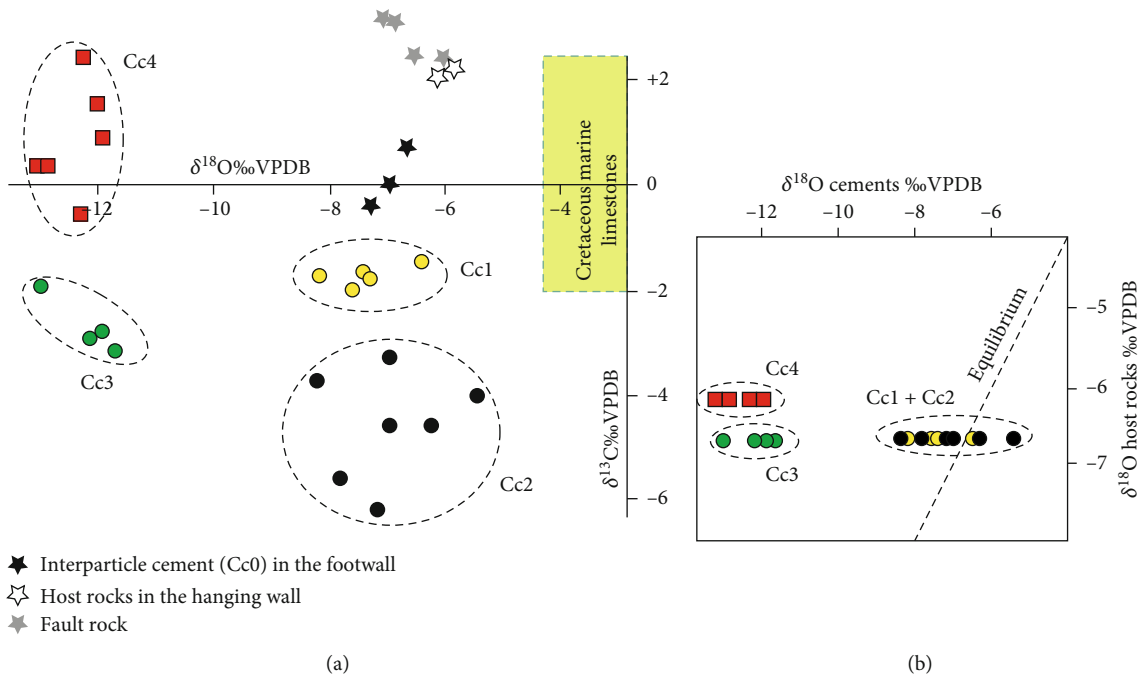 Cc4
δ¹⁸O‰VPDB
−12
−10
−8
−6
−4
+2
0
−2
−4
−6
δ¹³C‰VPDB
Cretaceous marine
limestones
Cc1
Cc3
Cc2
Interparticle cement (Cc0) in the footwall
Host rocks in the hanging wall
Fault rock
(a)
δ¹⁸O cements ‰VPDB
−12
−10
−8
−6
−5
−6
−7
δ¹⁸O host rocks ‰VPDB
Equilibrium
Cc4
Cc1 + Cc2
Cc3
(b)